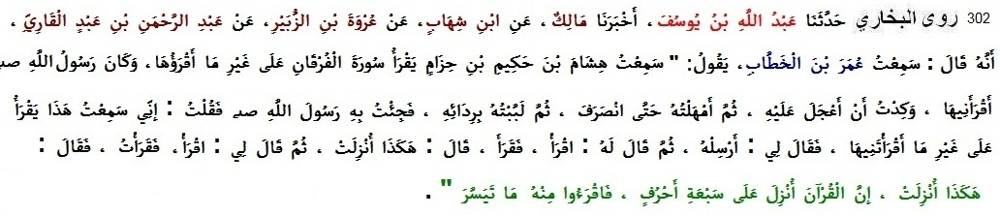 302 روى البخاري حَدَّثَنَا عَبْدُ اللَّهِ بْنُ يُوسُفَ ، أَخْبَرَنَا مَالِكٌ ، عَنِ ابْنِ شِهَابٍ، عَنْ عُرْوَةَ بْنِ الزُّبَيْرِ، عَنْ عَبْدِ الرَّحْمَنِ بْنِ عَبْدٍ الْقَارِيِّ ،
أَنَّهُ قَالَ : سَمِعْتُ عُمَرَ بْنَ الْخَطَّابِ، يَقُولُ: " سَمِعْتُ هِشَامَ بْنَ حَكِيمِ بْنِ حِزَامٍ يَقْرَأُ سُورَةَ الْفُرْقَانِ عَلَى غَيْرِ مَا أَقْرَؤُهَا، وَكَانَ رَسُولُ اللَّهِ صـ
أَقْرَأَنِيهَا ، وَكِدْتُ أَنْ أَعْجَلَ عَلَيْهِ ، ثُمَّ أَمْهَلْتُهُ حَتَّى انْصَرَفَ ، ثُمَّ لَبَّبْتُهُ بِرِدَائِهِ ، فَجِئْتُ بِهِ رَسُولَ اللَّهِ صـ فَقُلْتُ : إِنِّي سَمِعْتُ هَذَا يَقْرَأُ
عَلَى غَيْرِ مَا أَقْرَأْتَنِيهَا ، فَقَالَ لِي : أَرْسِلْهُ ، ثُمَّ قَالَ لَهُ : اقْرَأْ ، فَقَرَأَ ، قَالَ : هَكَذَا أُنْزِلَتْ ، ثُمَّ قَالَ لِي : اقْرَأْ، فَقَرَأْتُ ، فَقَالَ :
هَكَذَا أُنْزِلَتْ ، إِنَّ الْقُرْآنَ أُنْزِلَ عَلَى سَبْعَةِ أَحْرُفٍ ، فَاقْرَءُوا مِنْهُ مَا تَيَسَّرَ " .